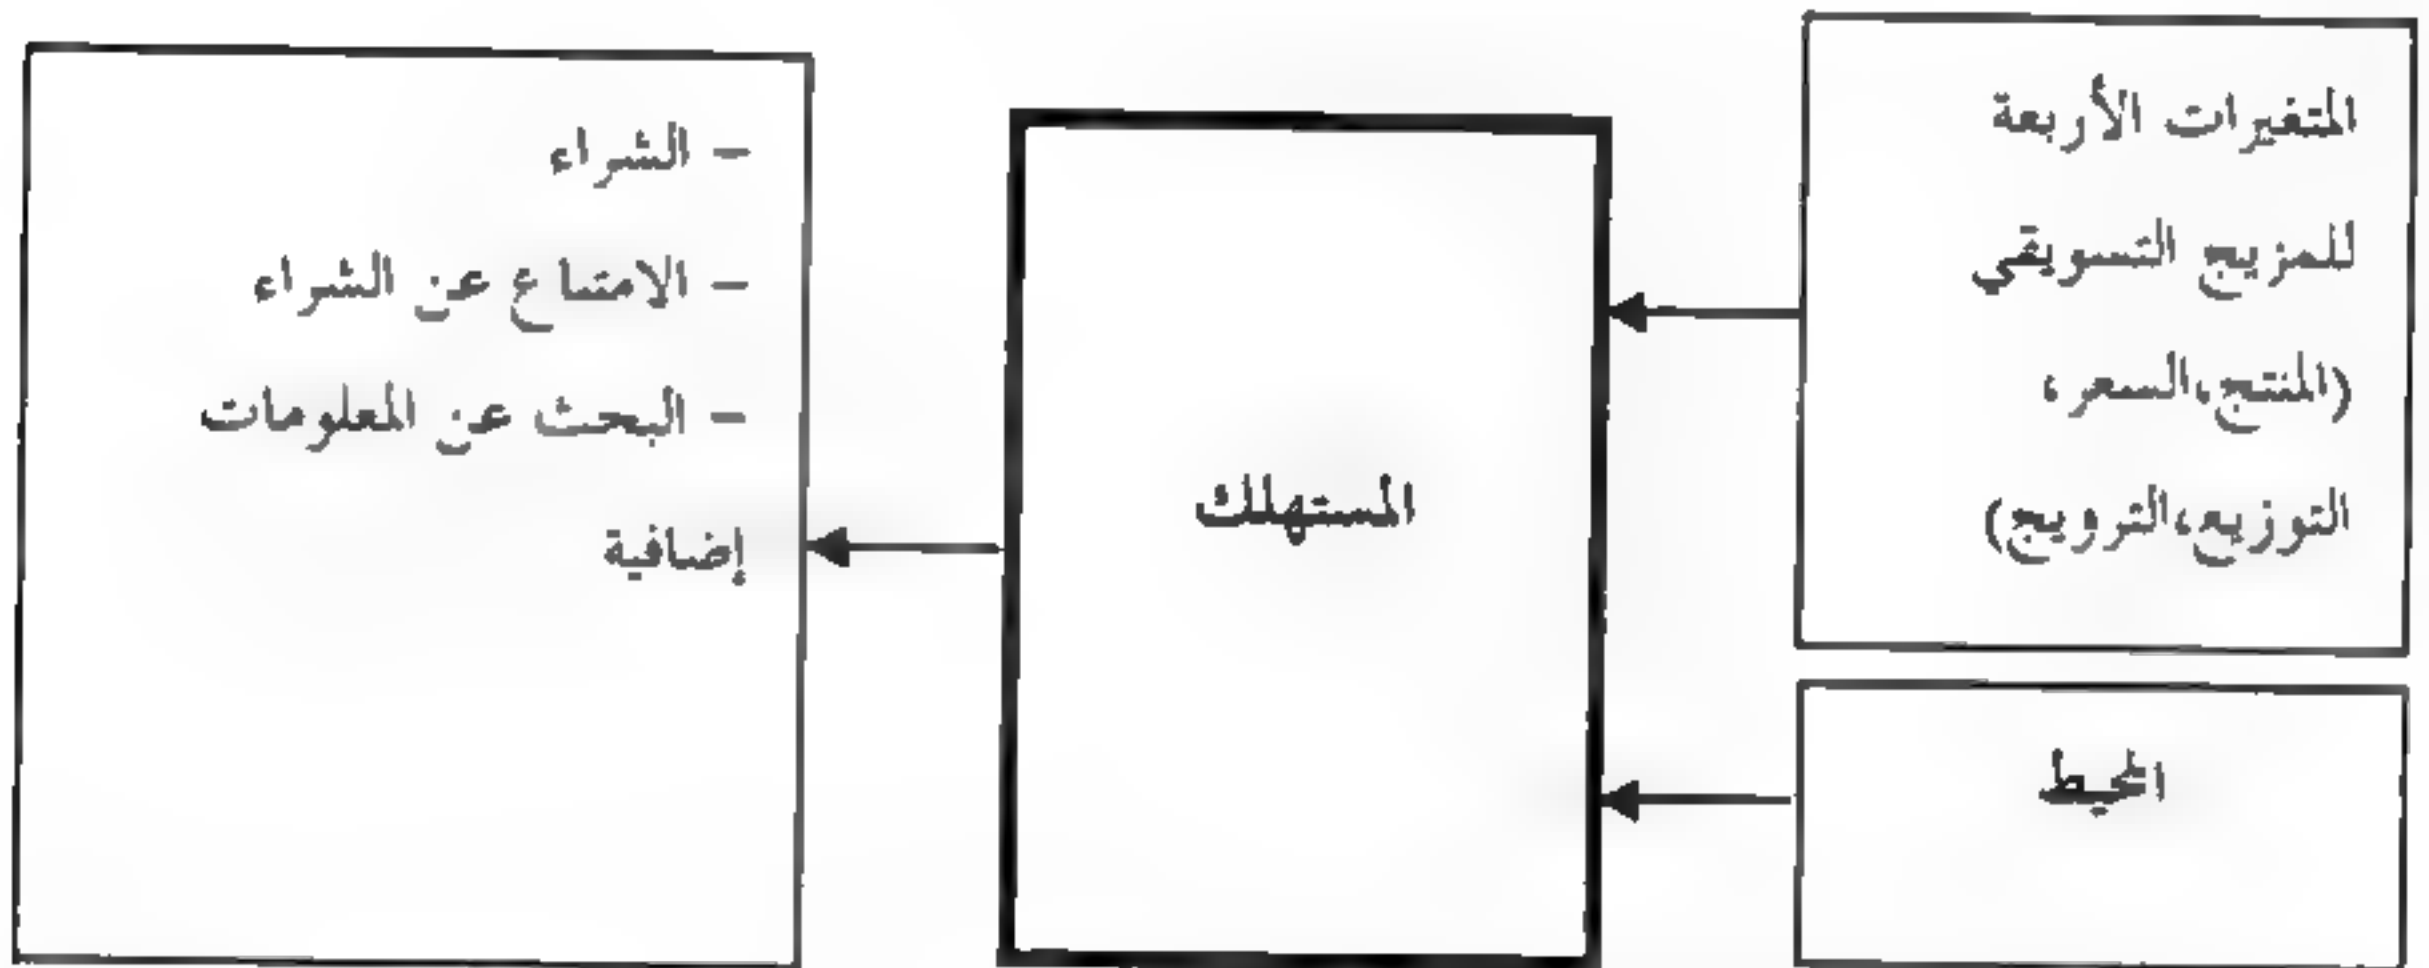 المتغيرات الأربعة
للمزيج التسويقي
(المنتج،السعر،
التوزيع،الترويج)
المحيط
المستهلك
– الشراء
– الامتناع عن الشراء
– البحث عن المعلومات
إضافية